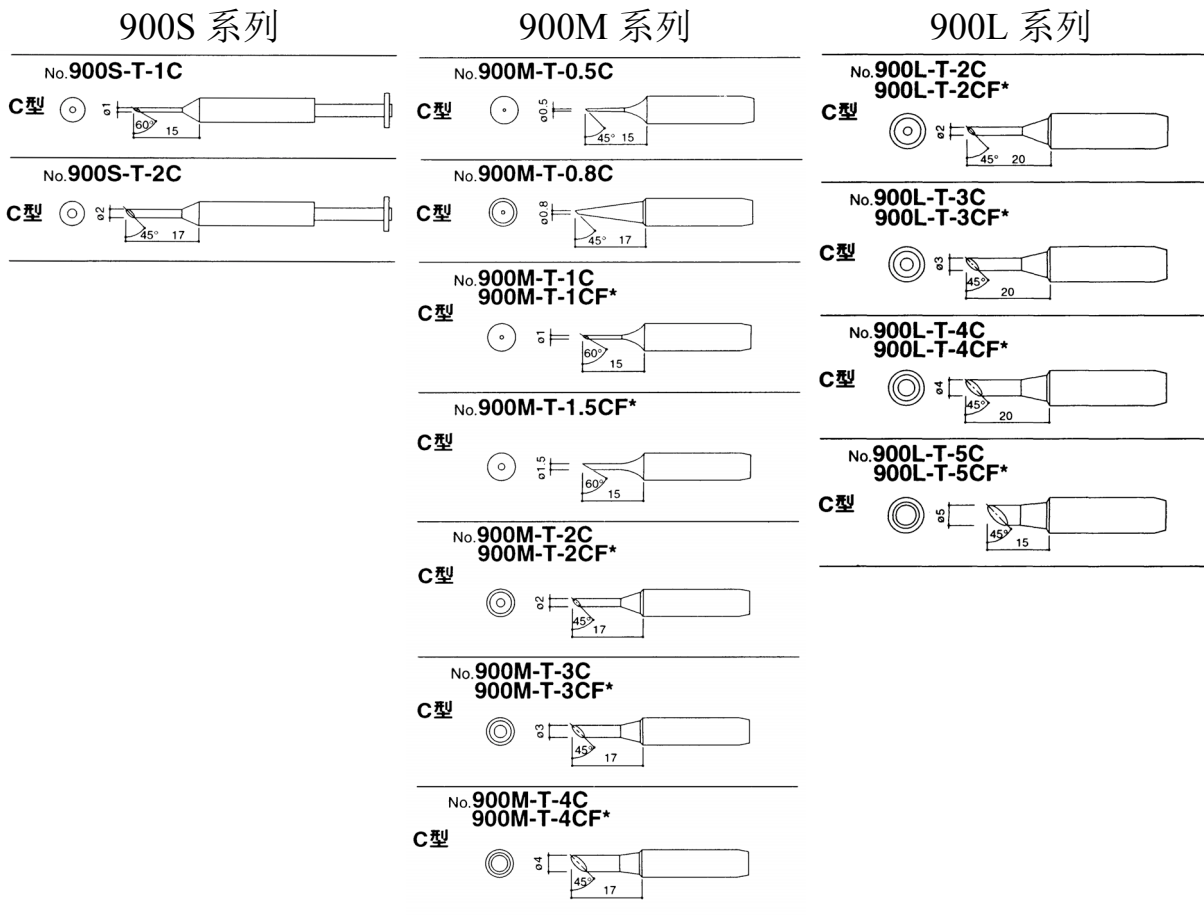 900S 系列
No.900S-T-1C
C型
ø1
60°
15
No.900S-T-2C
C型
ø2
45° 17
900M 系列
No.900M-T-0.5C
C型
ø0.5
45° 15
No.900M-T-0.8C
C型
ø0.8
45° 17
No.900M-T-1C
900M-T-1CF*
C型
ø1
60°
15
No.900M-T-1.5CF*
C型
ø1.5
60°
15
No.900M-T-2C
900M-T-2CF*
C型
ø2
45°
17
No.900M-T-3C
900M-T-3CF*
C型
ø3
45°
17
No.900M-T-4C
900M-T-4CF*
C型
ø4
45°
17
900L 系列
No.900L-T-2C
900L-T-2CF*
C型
ø2
45° 20
No.900L-T-3C
900L-T-3CF*
C型
ø3
45°
20
No.900L-T-4C
900L-T-4CF*
C型
ø4
45°
20
No.900L-T-5C
900L-T-5CF*
C型
ø5
45°
15